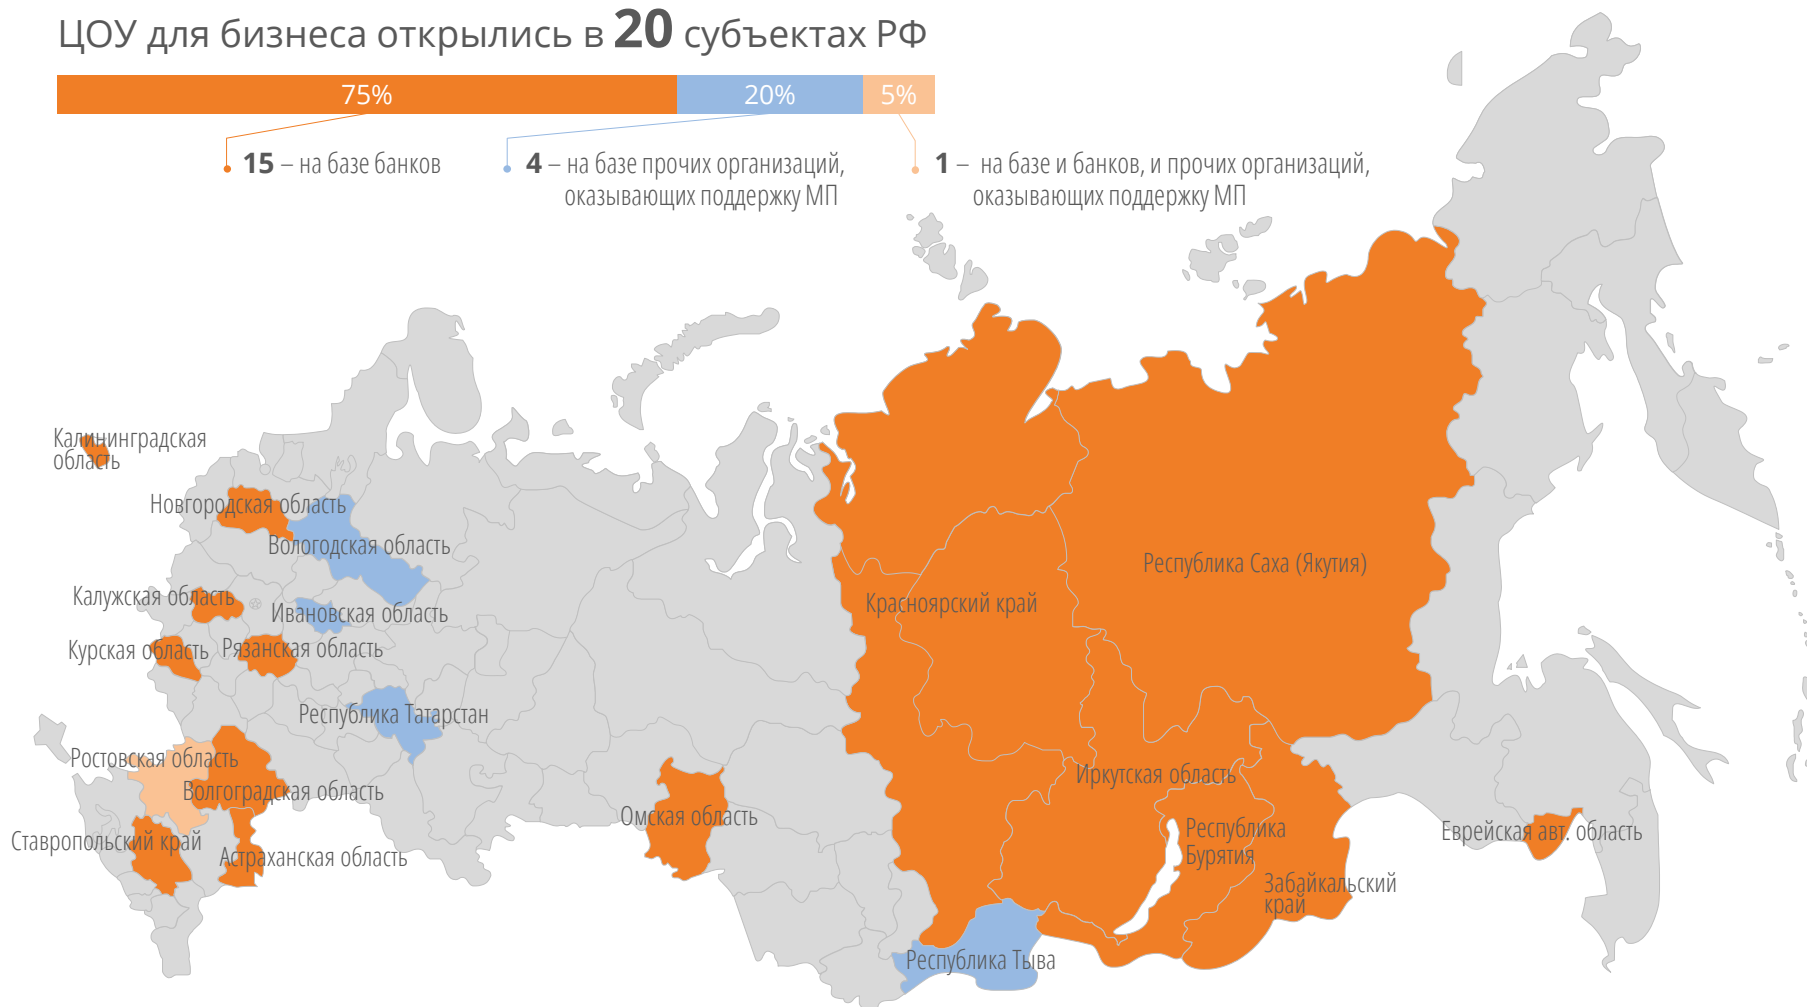 ЦОУ для бизнеса открылись в 20 субъектах РФ
75%
20%
5%
15 – на базе банков
4 – на базе прочих организаций,
оказывающих поддержку МП
1 – на базе и банков, и прочих организаций,
оказывающих поддержку МП
Калининградская
область
Новгородская область
Вологодская область
Республика Саха (Якутия)
Калужская область
Ивановская область
Красноярский край
Курская область
Рязанская область
Республика Татарстан
Ростовская область
Иркутская область
Волгоградская область
Омская область
Республика
Бурятия
Еврейская авт. область
Ставропольский край
Астраханская область
Забайкальский
край
Республика Тыва